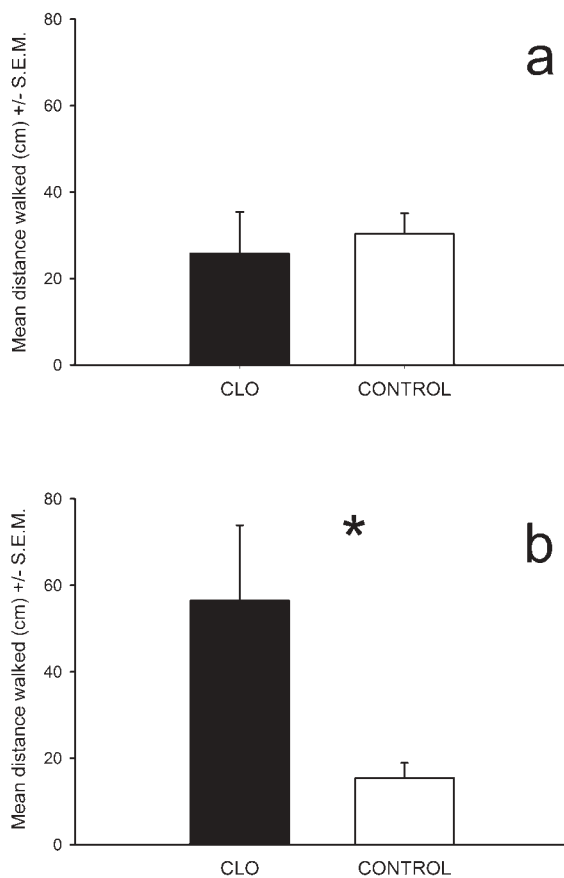 a
Mean distance walked (cm) +/- S.E.M.
80
60
40
20
0
CLO CONTROL
b
*
Mean distance walked (cm) +/- S.E.M.
80
60
40
20
0
CLO CONTROL